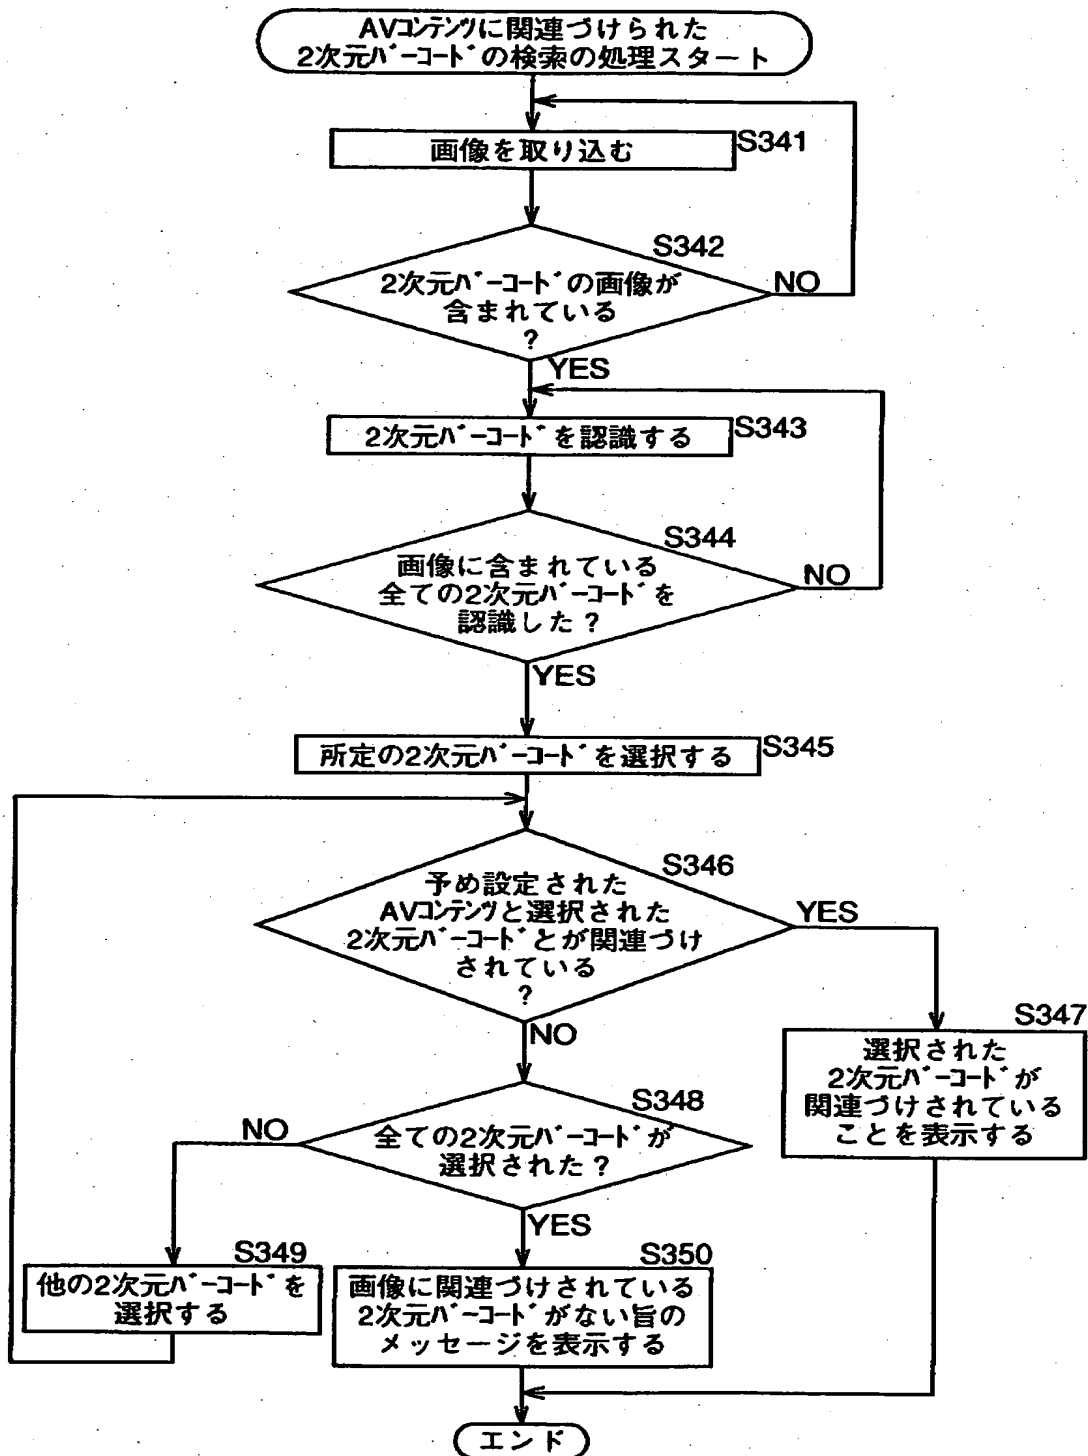 AVコンテンツに関連づけられた
2次元バーコードの検索の処理スタート
画像を取り込む
S341
S342
2次元バーコードの画像が
含まれている
?
NO
YES
2次元バーコードを認識する
S343
S344
画像に含まれている
全ての2次元バーコードを
認識した?
NO
YES
所定の2次元バーコードを選択する
S345
S346
予め設定された
AVコンテンツと選択された
2次元バーコードとが関連づけ
されている
?
YES
NO
S347
選択された
2次元バーコードが
関連づけされている
ことを表示する
S348
全ての2次元バーコードが
選択された?
NO
YES
S349
他の2次元バーコードを
選択する
S350
画像に関連づけされている
2次元バーコードがない旨の
メッセージを表示する
エンド